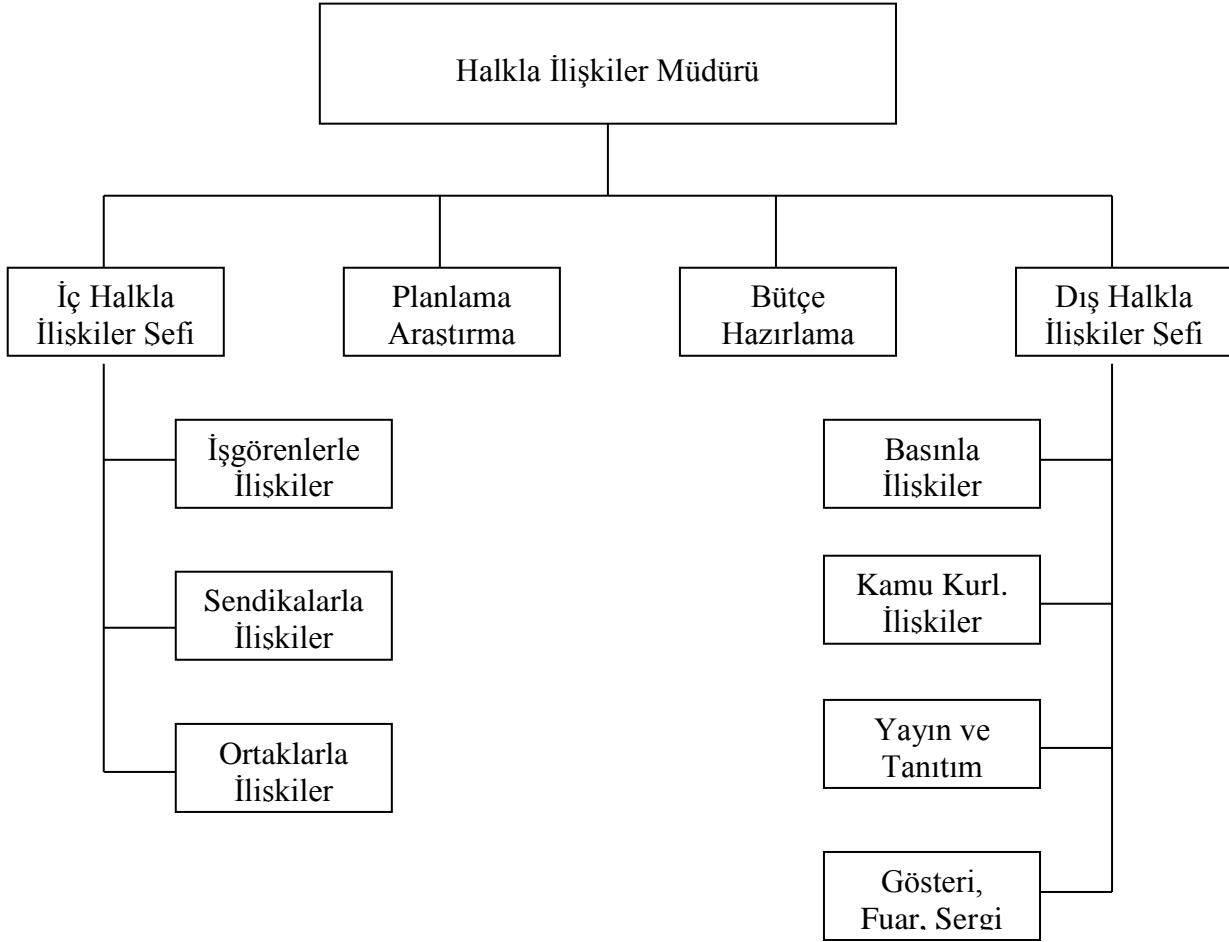 Halkla İlişkiler Müdürü
İç Halkla
İlişkiler Şefi
Planlama
Araştırma
Bütçe
Hazırlama
Dış Halkla
İlişkiler Şefi
İşgörenlerle
İlişkiler
Sendikalarla
İlişkiler
Ortaklarla
İlişkiler
Basınla
İlişkiler
Kamu Kurl.
İlişkiler
Yayın ve
Tanıtım
Gösteri,
Fuar, Sergi